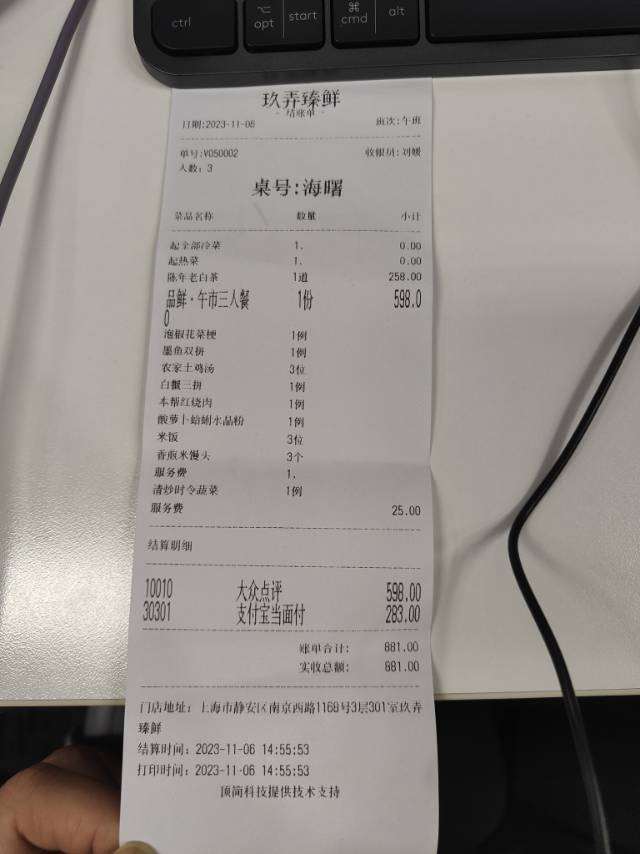 ctrl
⌥
opt
start
⌘
cmd
alt
玖弄臻鲜
- 结账单 -
日期:2023-11-06 班次:午班
单号:V050002 收银员:刘媛
人数：3
桌号:海曙
菜品名称 数量 小计
起全部冷菜 1. 0.00
起热菜 1. 0.00
陈年老白茶 1道 258.00
品鲜·午市三人餐 1份 598.0
0
泡椒花菜梗 1例
墨鱼双拼 1例
农家土鸡汤 3位
白蟹三拼 1例
本帮红烧肉 1例
酸萝卜蛤蜊水晶粉 1例
米饭 3位
香煎米馒头 3个
服务费 1.
清炒时令蔬菜 1例
服务费 25.00
结算明细
10010 大众点评 598.00
30301 支付宝当面付 283.00
账单合计: 881.00
实收总额: 881.00
门店地址: 上海市静安区南京西路1168号3层301室玖弄
臻鲜
结算时间: 2023-11-06 14:55:53
打印时间: 2023-11-06 14:55:53
顶简科技提供技术支持